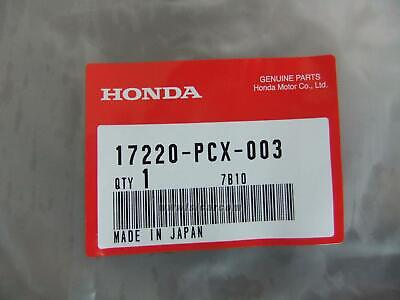 GENUINE PARTS
HONDA
Honda Motor Co., Ltd.
17220-PCX-003
QTY 1 7B10
MADE IN JAPAN